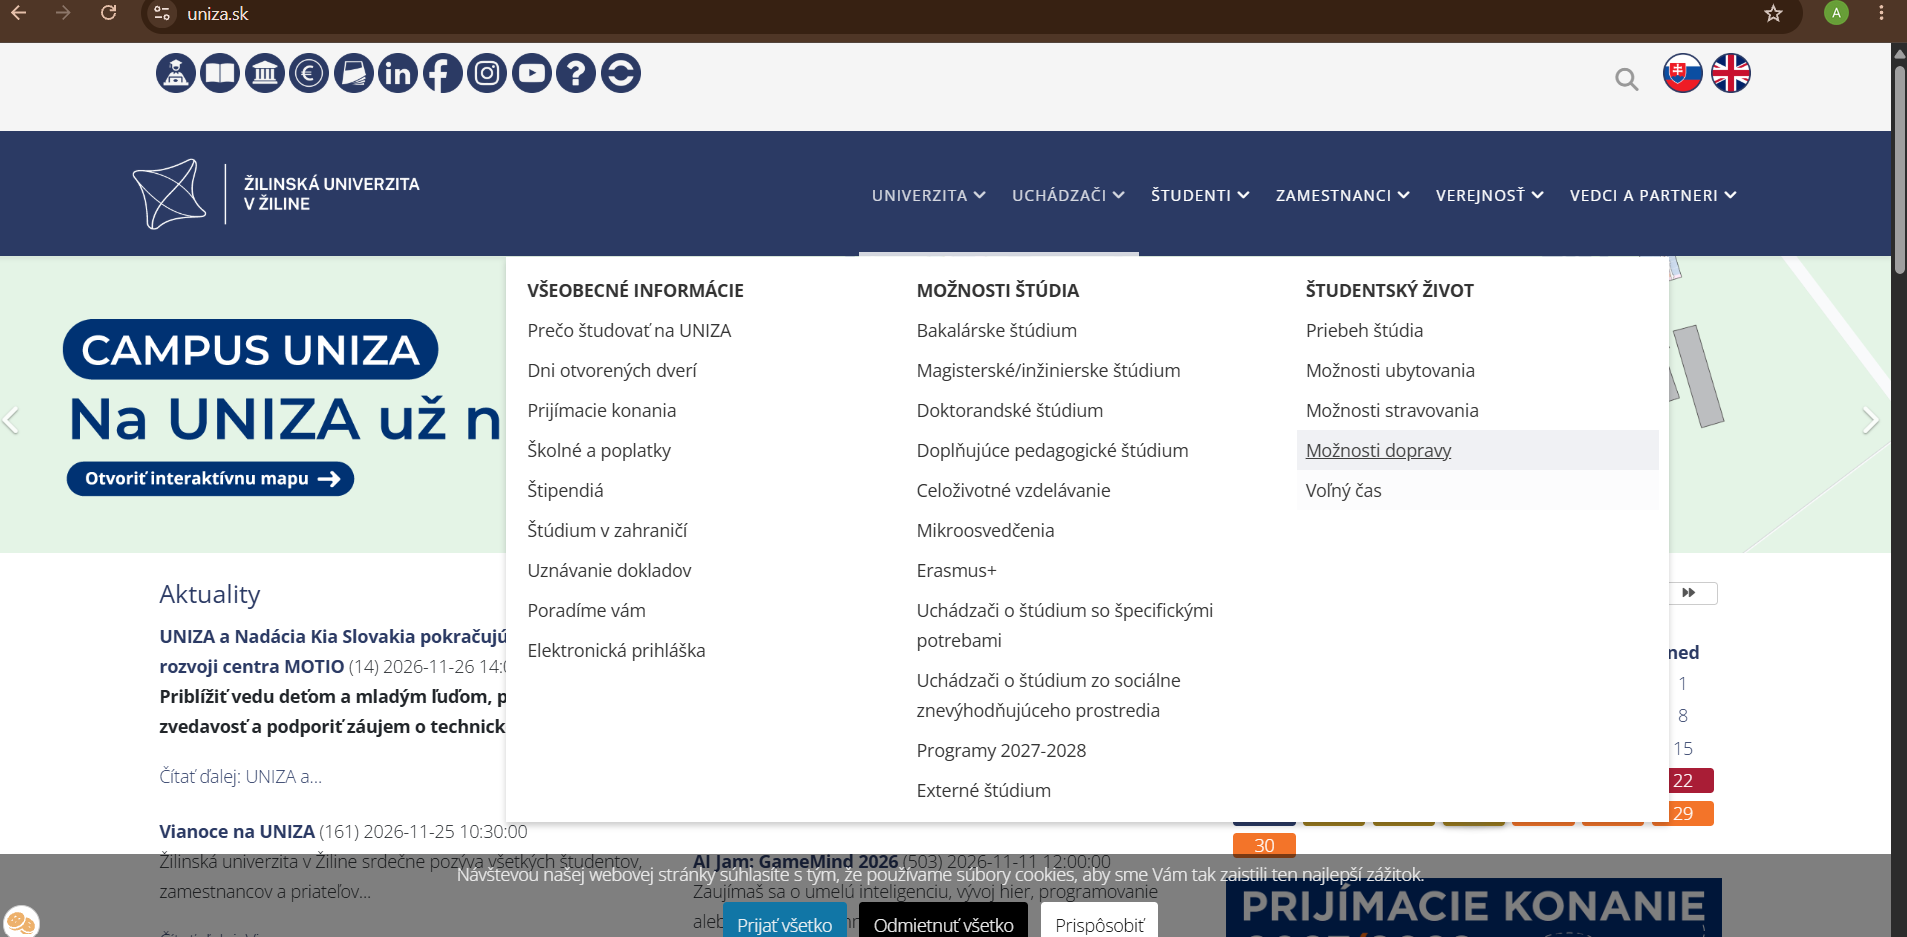 uniza.sk
A
ŽILINSKÁ UNIVERZITA
V ŽILINE
UNIVERZITA
UCHÁDZAČI
ŠTUDENTI
ZAMESTNANCI
VEREJNOSŤ
VEDCI A PARTNERI
CAMPUS UNIZA
Na UNIZA už n
Otvoriť interaktívnu mapu
VŠEOBECNÉ INFORMÁCIE
Prečo študovať na UNIZA
Dni otvorených dverí
Prijímacie konania
Školné a poplatky
Štipendiá
Štúdium v zahraničí
Uznávanie dokladov
Poradíme vám
Elektronická prihláška
MOŽNOSTI ŠTÚDIA
Bakalárske štúdium
Magisterské/inžinierske štúdium
Doktorandské štúdium
Doplňujúce pedagogické štúdium
Celoživotné vzdelávanie
Mikroosvedčenia
Erasmus+
Uchádzači o štúdium so špecifickými
potrebami
Uchádzači o štúdium zo sociálne
znevýhodňujúceho prostredia
Programy 2027-2028
Externé štúdium
ŠTUDENTSKÝ ŽIVOT
Priebeh štúdia
Možnosti ubytovania
Možnosti stravovania
Možnosti dopravy
Voľný čas
Aktuality
UNIZA a Nadácia Kia Slovakia pokračujú
rozvoji centra MOTIO (14) 2026-11-26 14:0
Priblížiť vedu deťom a mladým ľuďom, p
zvedavosť a podporiť záujem o technick
Čítať ďalej: UNIZA a...
Vianoce na UNIZA (161) 2026-11-25 10:30:00
Žilinská univerzita v Žiline srdečne pozýva všetkých študentov,
zamestnancov a priateľov...
AI Jam: GameMind 2026 (503) 2026-11-11 12:00:00
Zaujímaš sa o umelú inteligenciu, vývoj hier, programovanie
aleb
ned
1
8
15
22
29
30
Návštevou našej webovej stránky súhlasíte s tým, že používame súbory cookies, aby sme Vám tak zaistili ten najlepší zážitok.
Prijať všetko
Odmietnuť všetko
Prispôsobiť
PRIJÍMACIE KONANIE